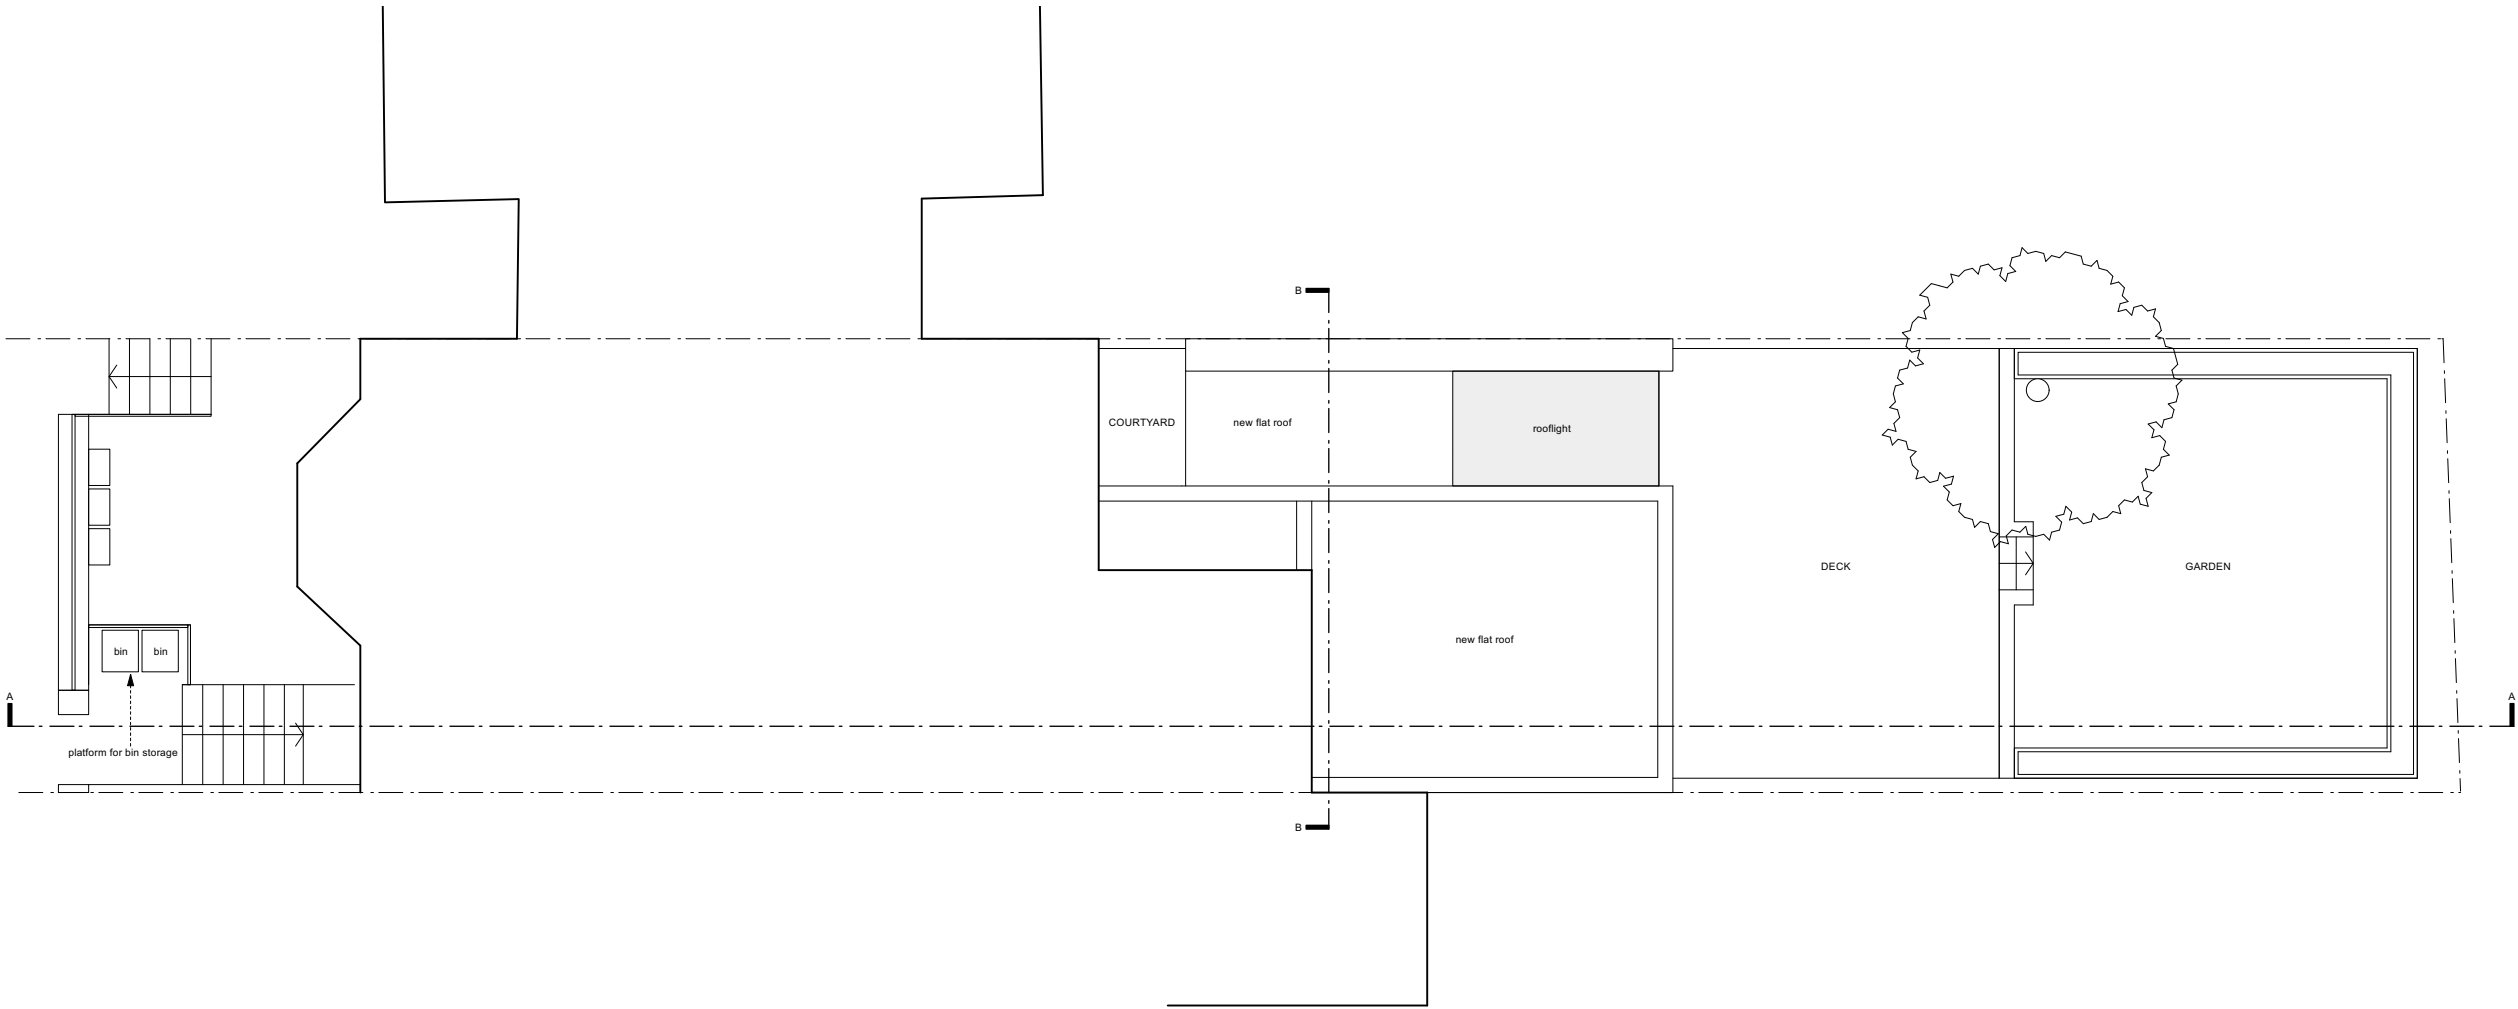 B
COURTYARD
new flat roof
rooflight
DECK
GARDEN
new flat roof
bin
bin
A
A
platform for bin storage
B